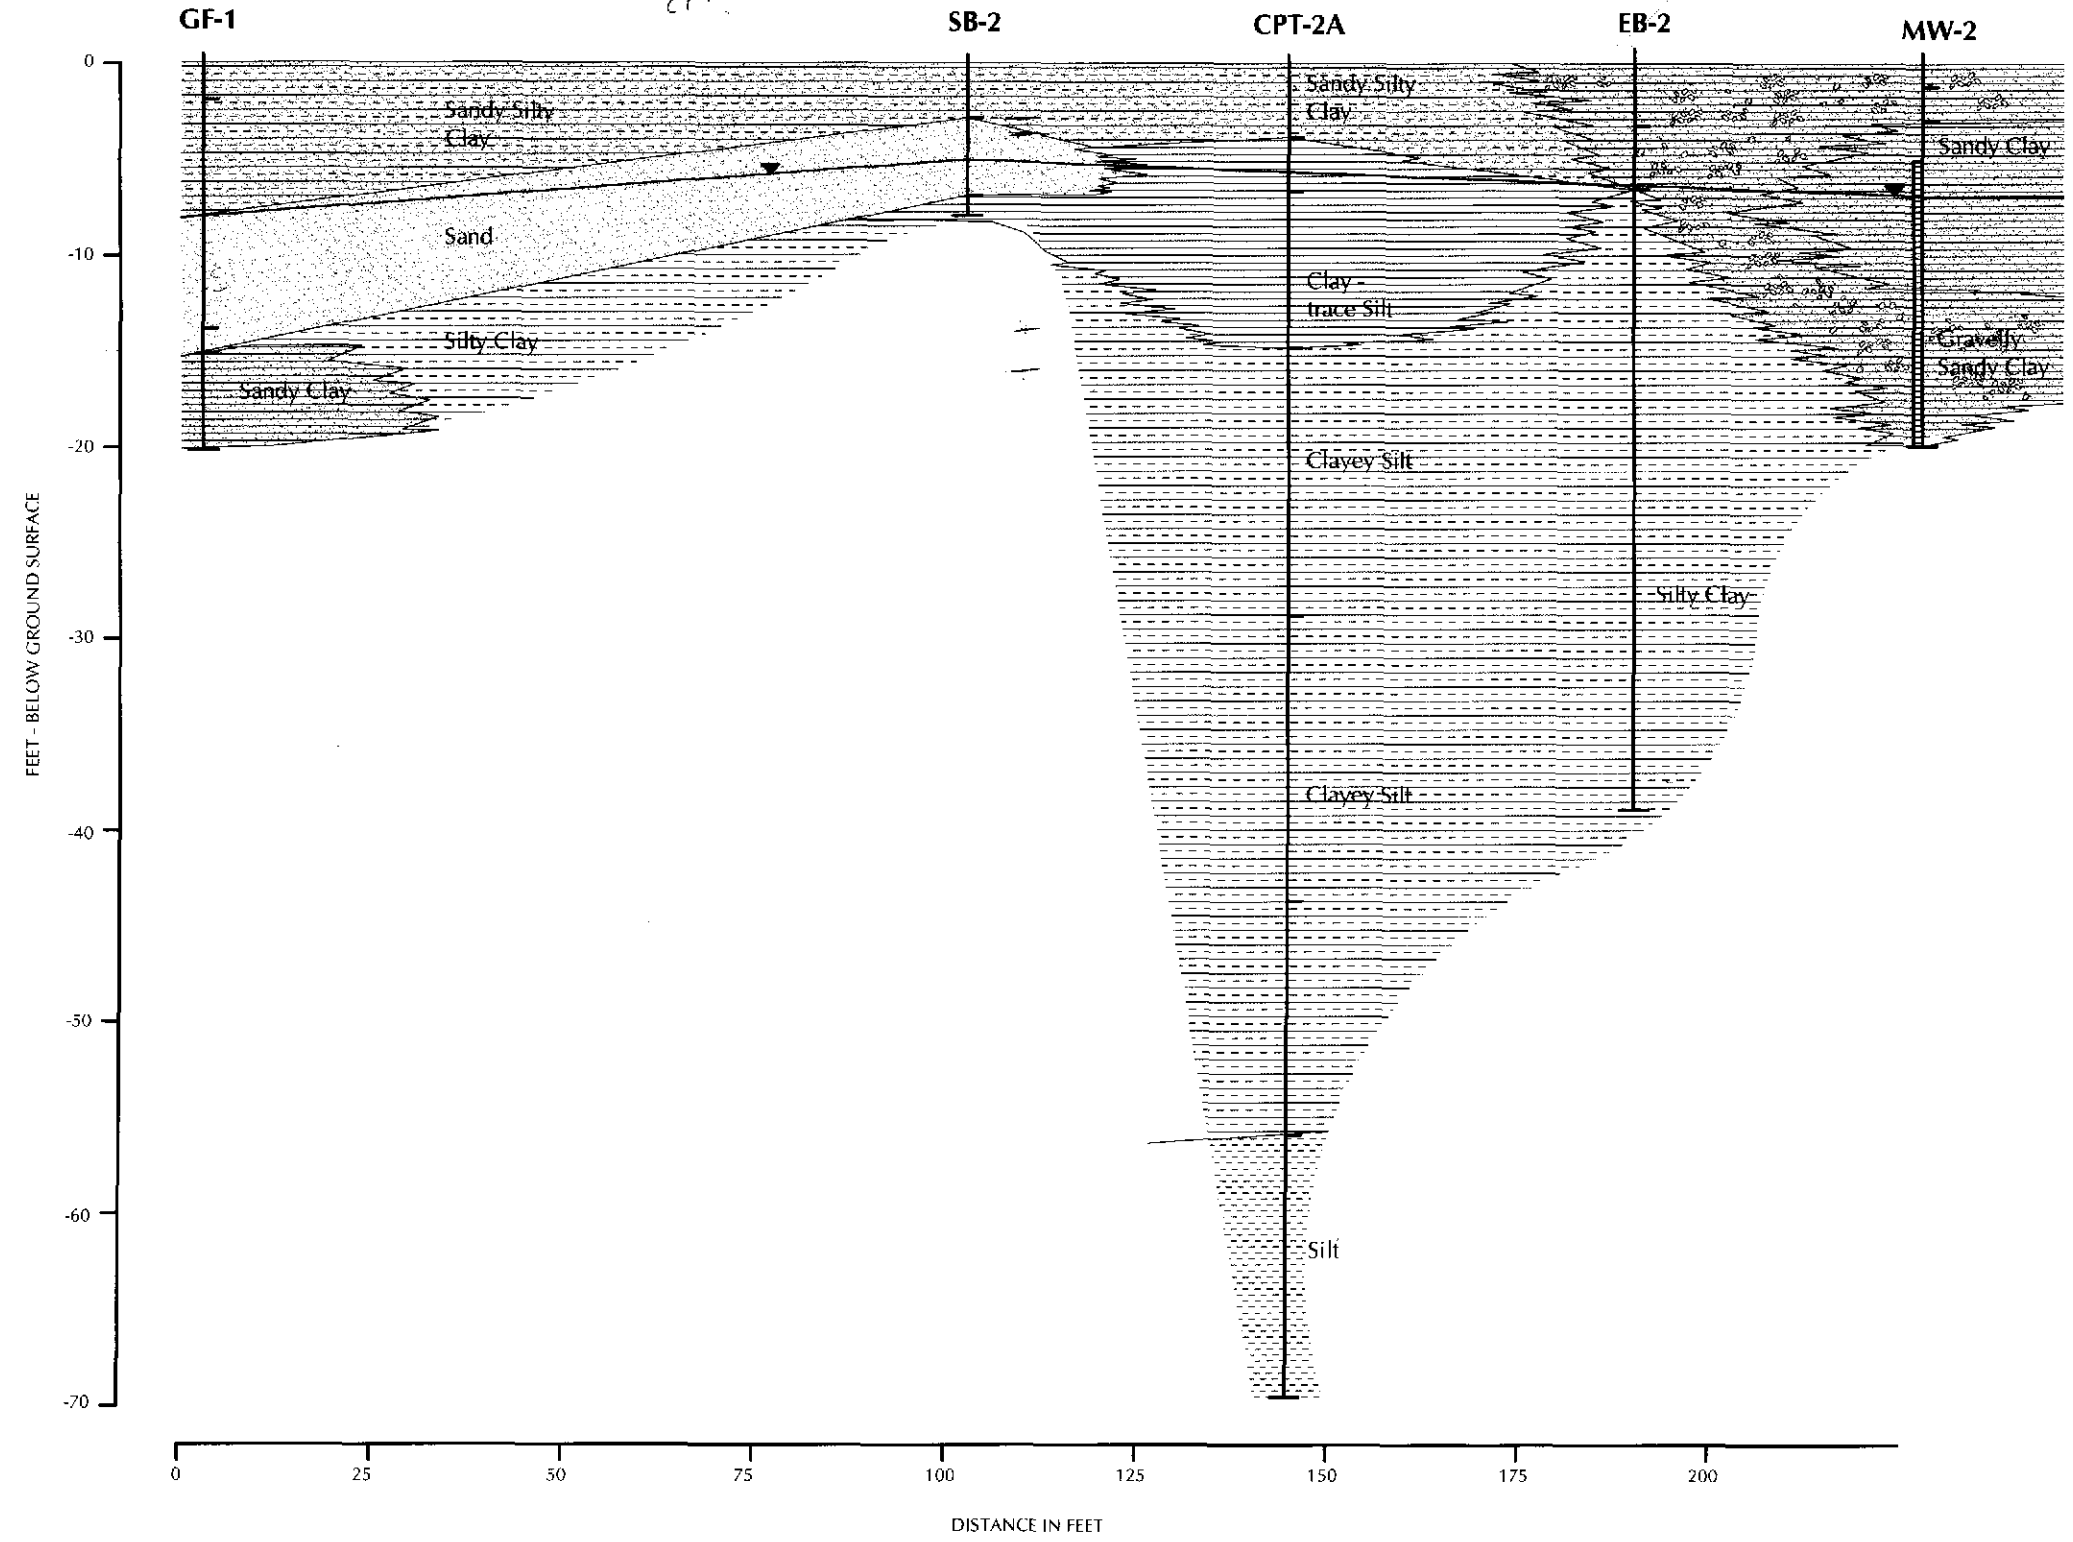 GF-1
SB-2
CPT-2A
EB-2
MW-2
0
-10
-20
-30
-40
-50
-60
-70
FEET - BELOW GROUND SURFACE
Sandy Silty
Clay
Sand
Silty Clay
Sandy Clay
Sandy Silty
Clay
Clay -
trace Silt
Clayey Silt
Clayey Silt
Silt
Silty Clay
Sandy Clay
Gravelly
Sandy Clay
0
25
50
75
100
125
150
175
200
DISTANCE IN FEET